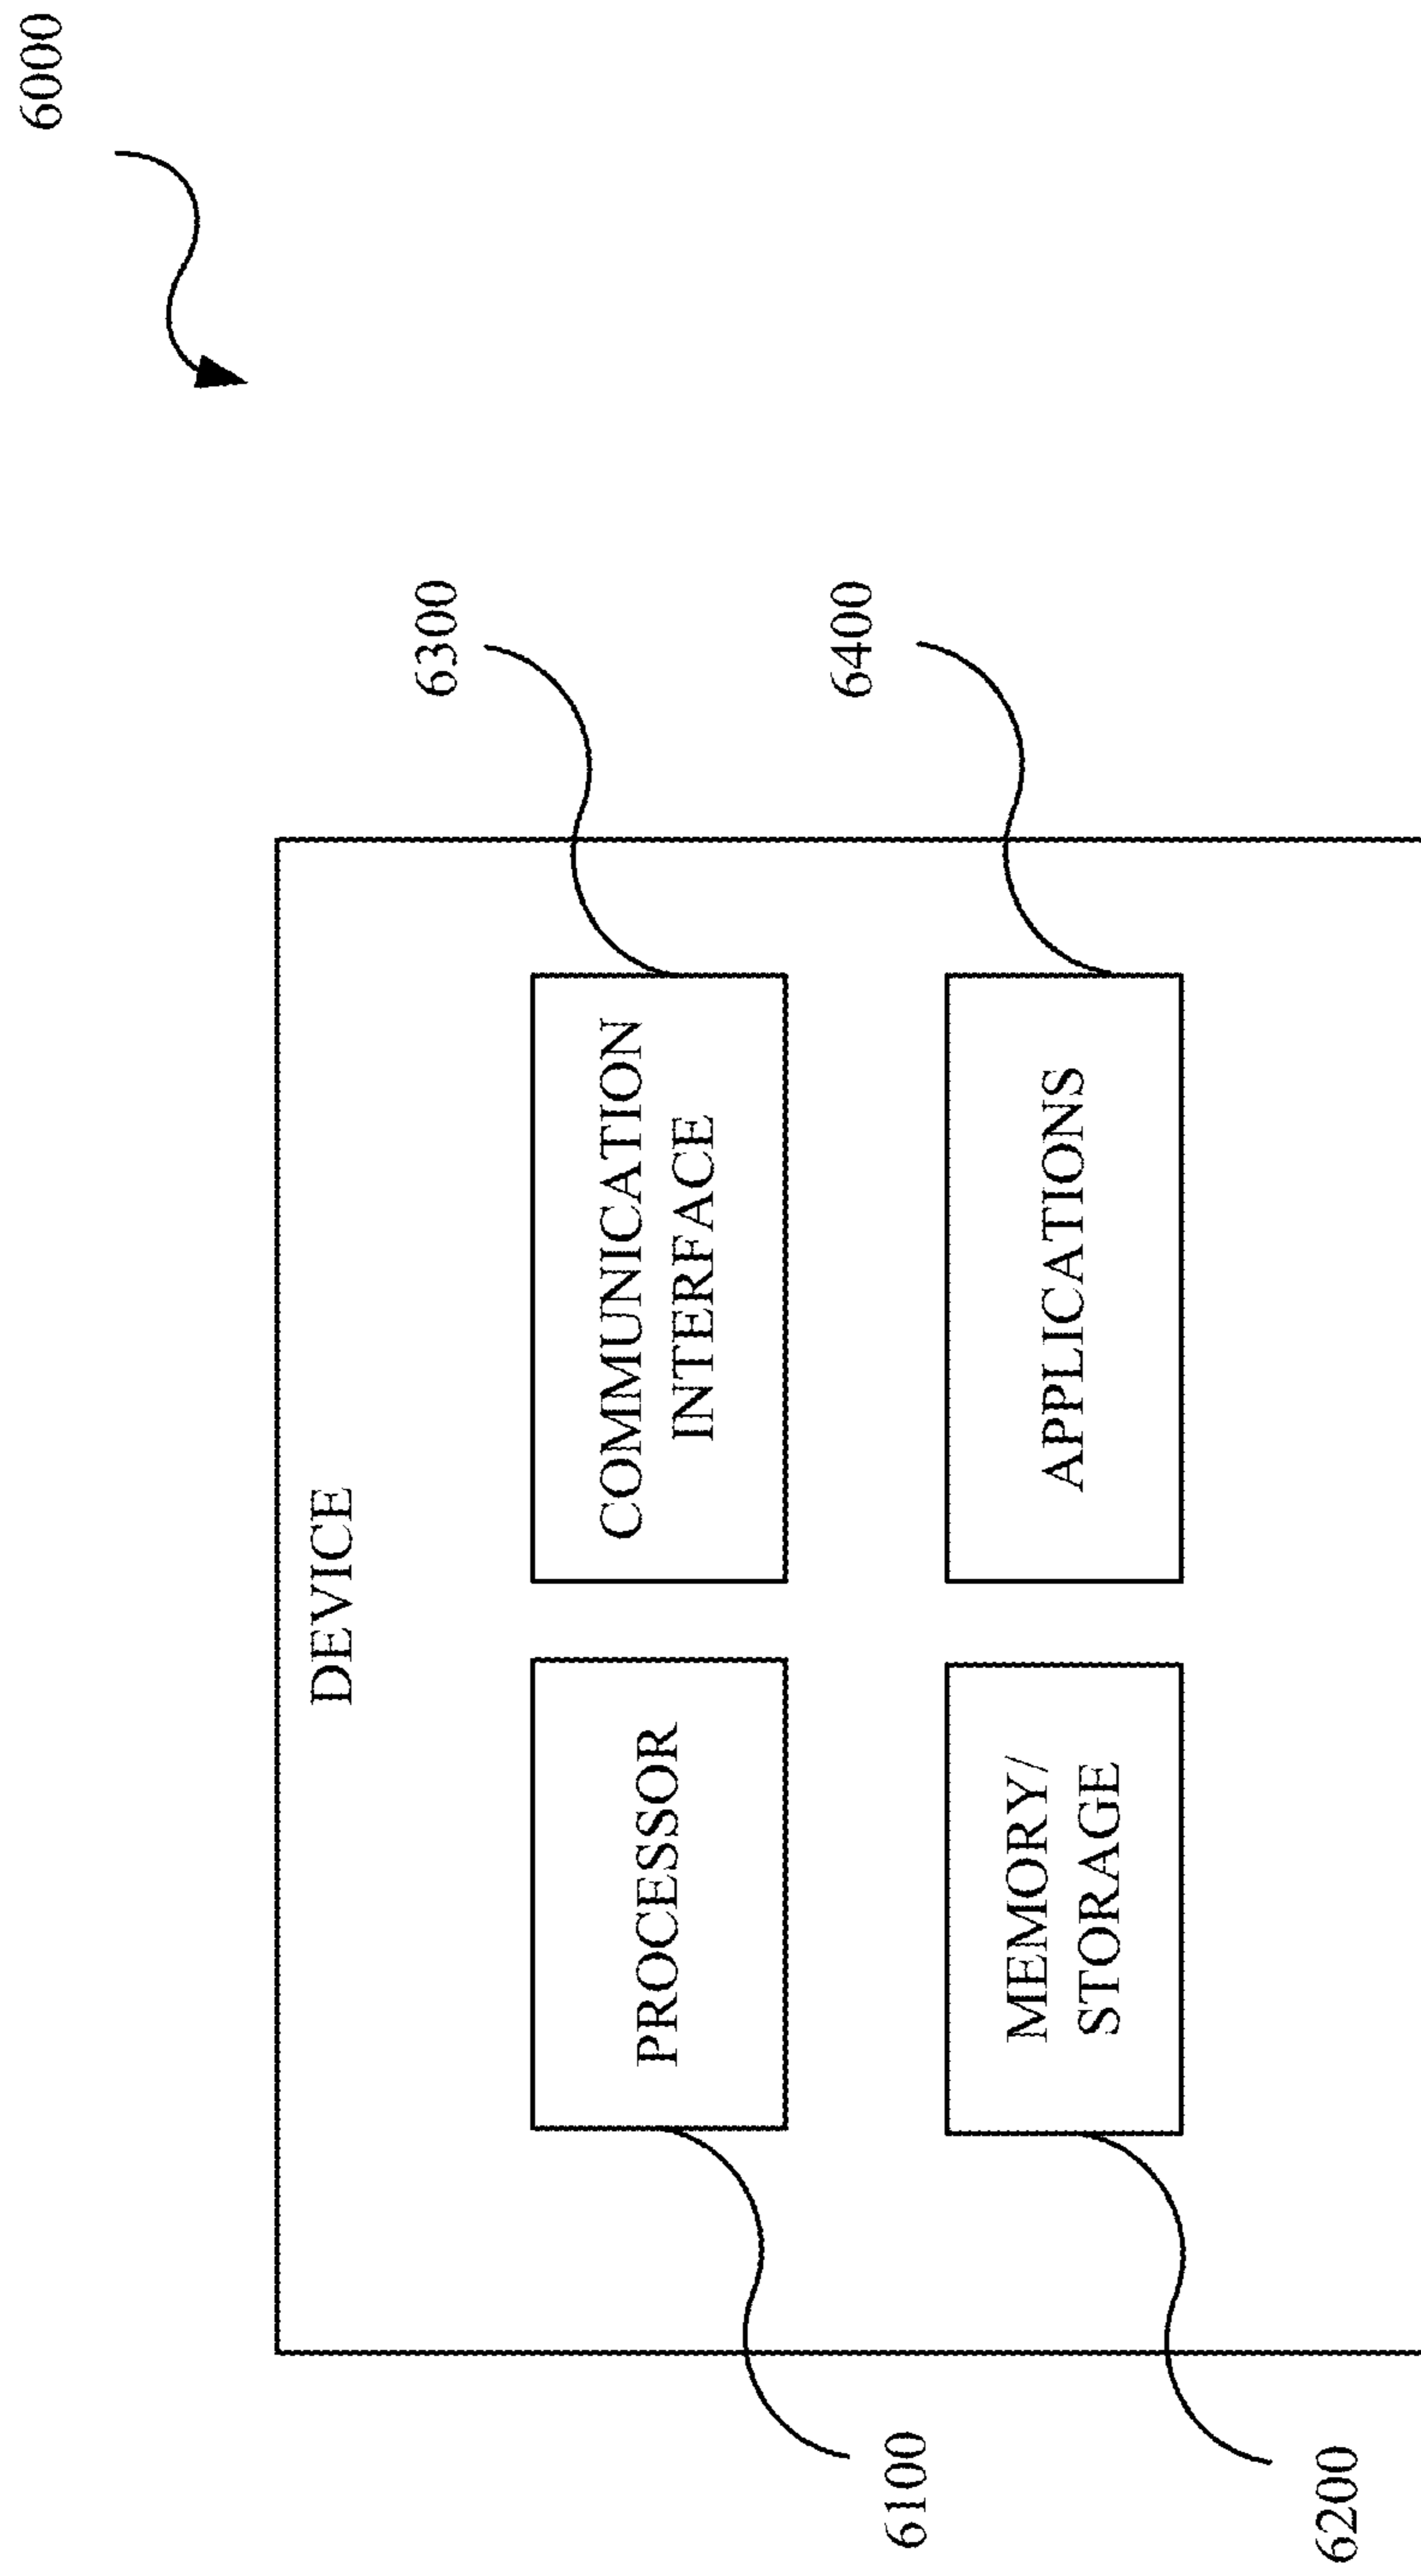 6000
DEVICE
6300
PROCESSOR
COMMUNICATION
INTERFACE
6100
6400
MEMORY/
STORAGE
APPLICATIONS
6200